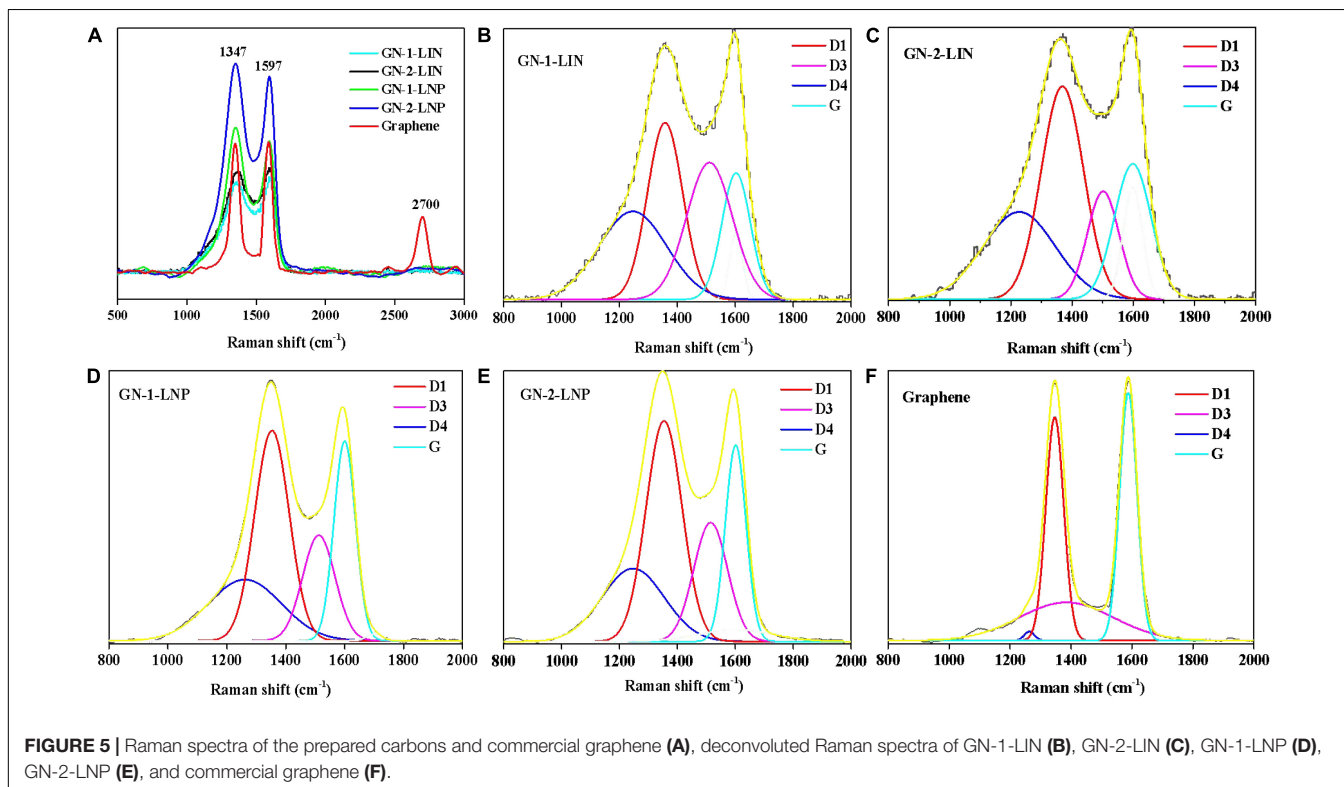 A
1347
1597
2700
GN-1-LIN
GN-2-LIN
GN-1-LNP
GN-2-LNP
Graphene
500 1000 1500 2000 2500 3000
Raman shift (cm⁻¹)
B
GN-1-LIN
D1
D3
D4
G
800 1000 1200 1400 1600 1800 2000
Raman shift (cm⁻¹)
C
GN-2-LIN
D1
D3
D4
G
800 1000 1200 1400 1600 1800 2000
Raman shift (cm⁻¹)
D
GN-1-LNP
D1
D3
D4
G
800 1000 1200 1400 1600 1800 2000
Raman shift (cm⁻¹)
E
GN-2-LNP
D1
D3
D4
G
800 1000 1200 1400 1600 1800 2000
Raman shift (cm⁻¹)
F
Graphene
D1
D3
D4
G
800 1000 1200 1400 1600 1800 2000
Raman shift (cm⁻¹)
FIGURE 5 | Raman spectra of the prepared carbons and commercial graphene (A), deconvoluted Raman spectra of GN-1-LIN (B), GN-2-LIN (C), GN-1-LNP (D),
GN-2-LNP (E), and commercial graphene (F).